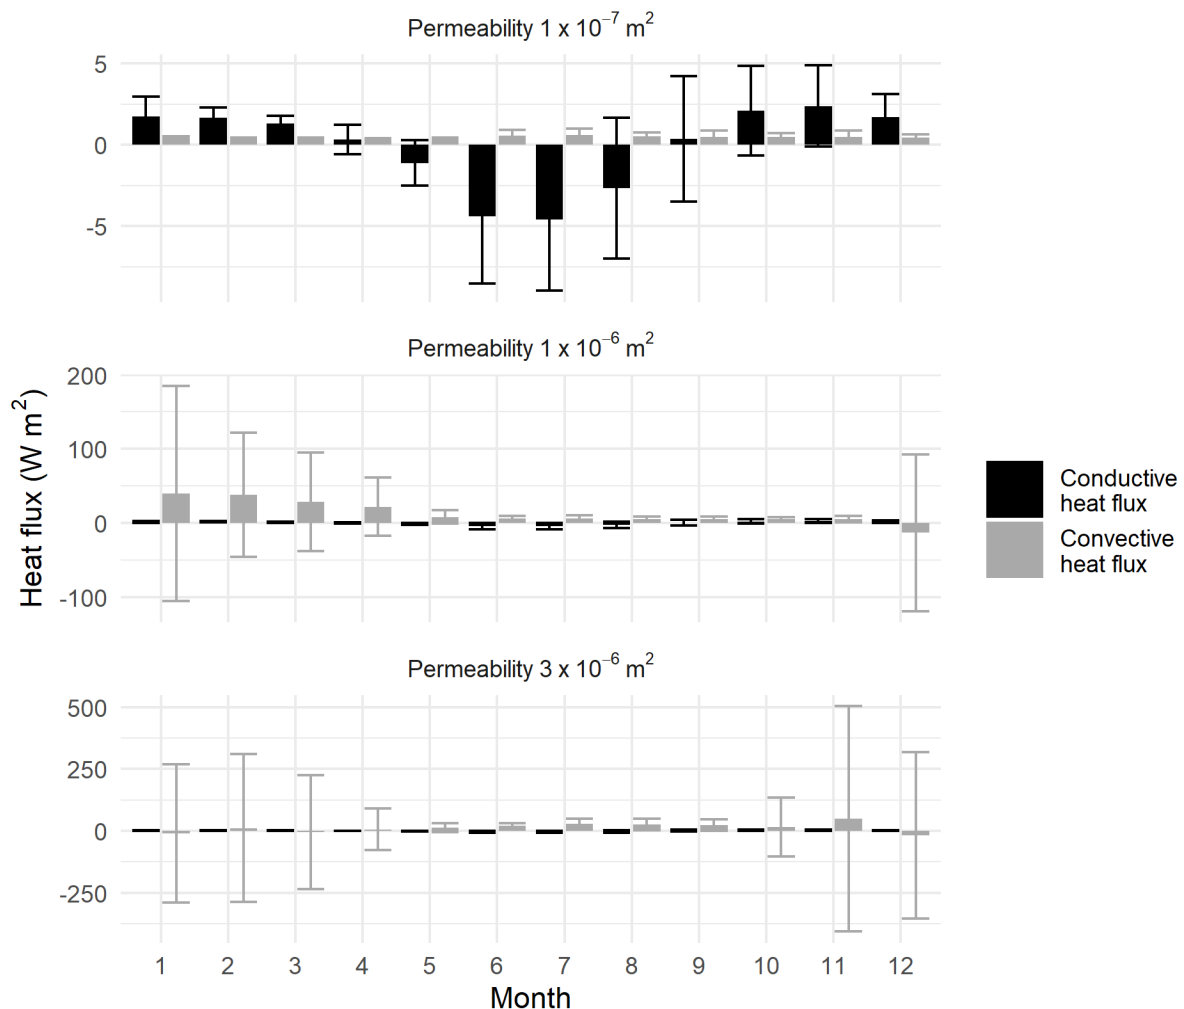 Permeability 1 x 10⁻⁷ m²
5
0
-5
Permeability 1 x 10⁻⁶ m²
200
100
0
-100
Heat flux (W m²)
Conductive
heat flux
Convective
heat flux
Permeability 3 x 10⁻⁶ m²
500
250
0
-250
1 2 3 4 5 6 7 8 9 10 11 12
Month